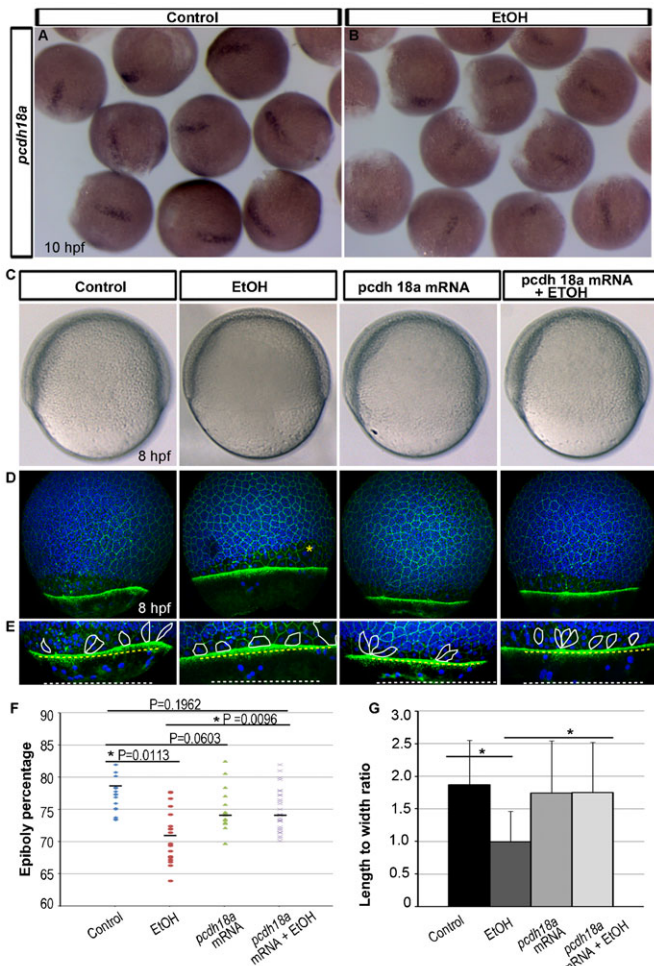 Control
EtOH
A
B
pcdh18a
10 hpf
C
Control
EtOH
pcdh 18a mRNA
pcdh 18a mRNA
+ ETOH
8 hpf
D
*
8 hpf
E
F
P=0.1962
* P =0.0096
P=0.0603
* P=0.0113
Epiboly percentage
90
85
80
75
70
65
60
Control
EtOH
pcdh18a
mRNA
pcdh18a
mRNA + EtOH
G
*
*
Length to width ratio
3.0
2.5
2.0
1.5
1.0
0.5
0.0
Control
EtOH
pcdh18a
mRNA
pcdh18a
mRNA + EtOH